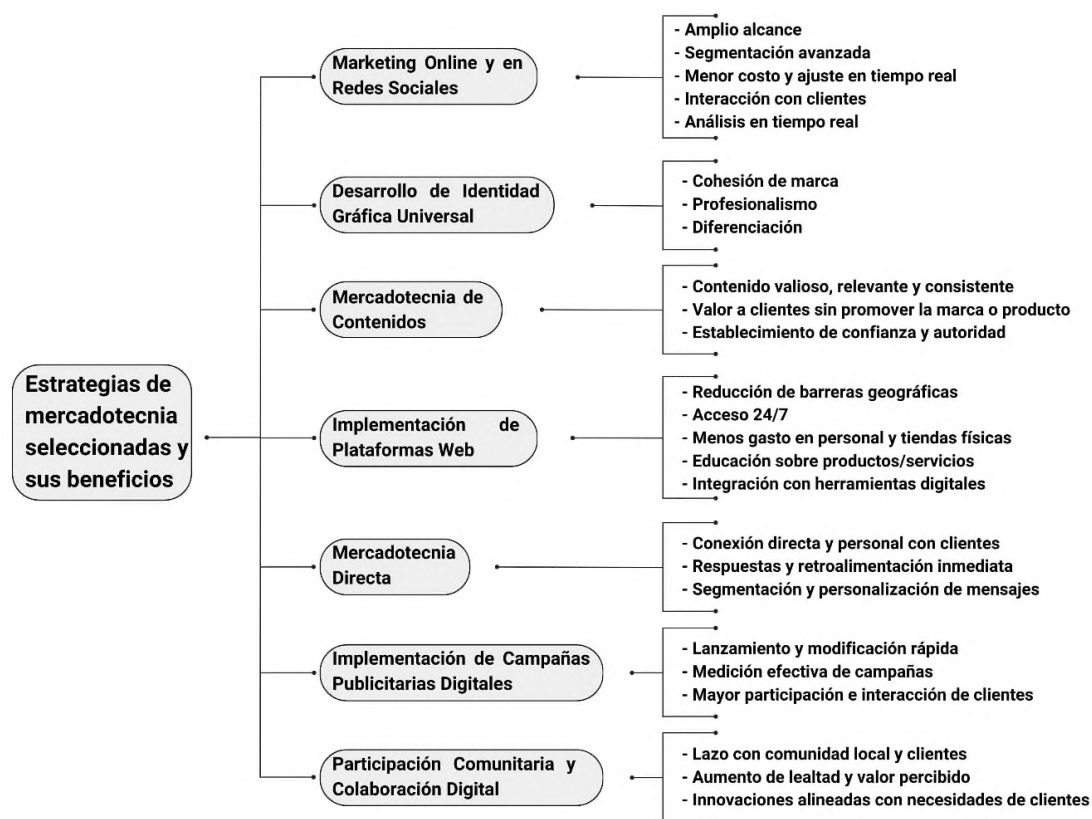 Estrategias de
mercadotecnia
seleccionadas y
sus beneficios
Marketing Online y en
Redes Sociales
- Amplio alcance
- Segmentación avanzada
- Menor costo y ajuste en tiempo real
- Interacción con clientes
- Análisis en tiempo real
Desarrollo de Identidad
Gráfica Universal
- Cohesión de marca
- Profesionalismo
- Diferenciación
Mercadotecnia de
Contenidos
- Contenido valioso, relevante y consistente
- Valor a clientes sin promover la marca o producto
- Establecimiento de confianza y autoridad
Implementación de
Plataformas Web
- Reducción de barreras geográficas
- Acceso 24/7
- Menos gasto en personal y tiendas físicas
- Educación sobre productos/servicios
- Integración con herramientas digitales
Mercadotecnia
Directa
- Conexión directa y personal con clientes
- Respuestas y retroalimentación inmediata
- Segmentación y personalización de mensajes
Implementación de Campañas
Publicitarias Digitales
- Lanzamiento y modificación rápida
- Medición efectiva de campañas
- Mayor participación e interacción de clientes
Participación Comunitaria y
Colaboración Digital
- Lazo con comunidad local y clientes
- Aumento de lealtad y valor percibido
- Innovaciones alineadas con necesidades de clientes